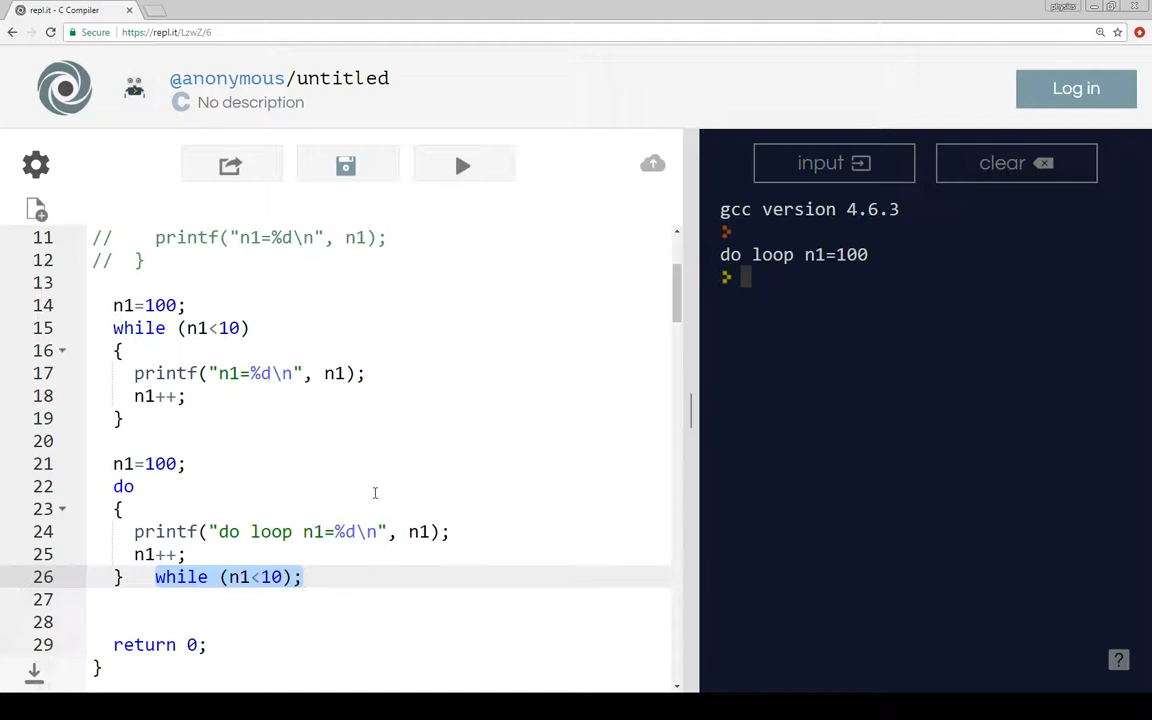 repl.it - C Compiler
physics
Secure
https://repl.it/LzwZ/6
@anonymous/untitled
No description
Log in
input
clear
11 //    printf("n1=%d\n", n1);
12 //  }
13
14 n1=100;
15 while (n1<10)
16 {
17 printf("n1=%d\n", n1);
18 n1++;
19 }
20
21 n1=100;
22 do
23 {
24 printf("do loop n1=%d\n", n1);
25 n1++;
26 }   while (n1<10);
27
28
29 return 0;
}
gcc version 4.6.3
do loop n1=100
?